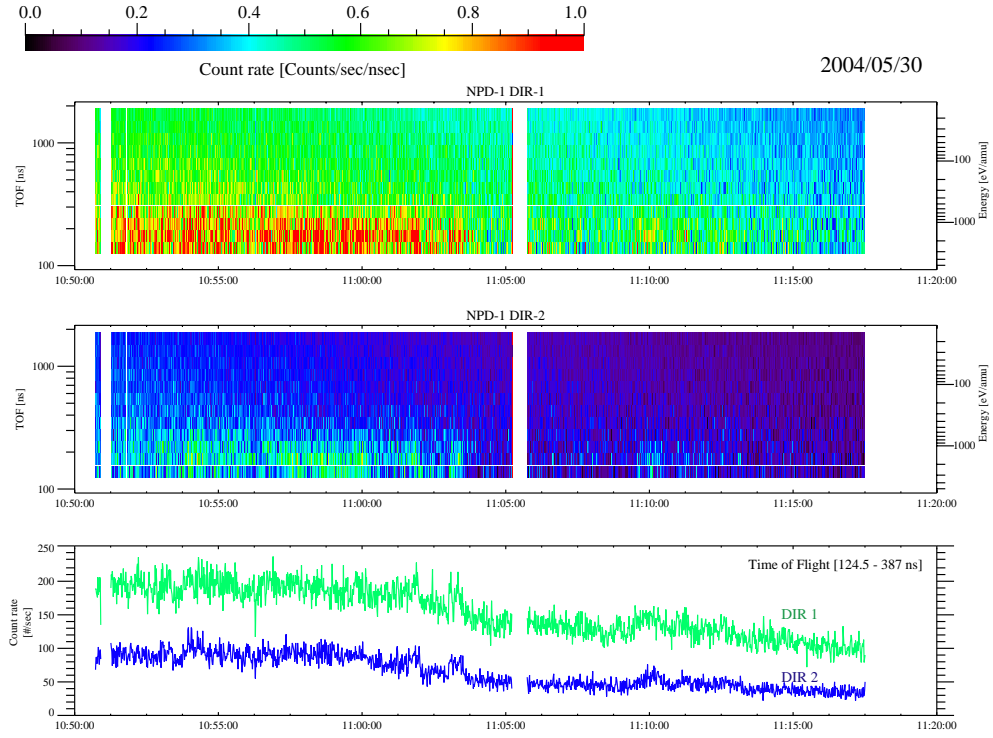 0.0 0.2 0.4 0.6 0.8 1.0
Count rate [Counts/sec/nsec]
2004/05/30
NPD-1 DIR-1
1000
100
TOF [ns]
100
1000
Energy [eV/amu]
10:50:00 10:55:00 11:00:00 11:05:00 11:10:00 11:15:00 11:20:00
NPD-1 DIR-2
1000
100
TOF [ns]
100
1000
Energy [eV/amu]
10:50:00 10:55:00 11:00:00 11:05:00 11:10:00 11:15:00 11:20:00
250
200
150
100
50
0
Count rate
[#/sec]
Time of Flight [124.5 - 387 ns]
DIR 1
DIR 2
10:50:00 10:55:00 11:00:00 11:05:00 11:10:00 11:15:00 11:20:00